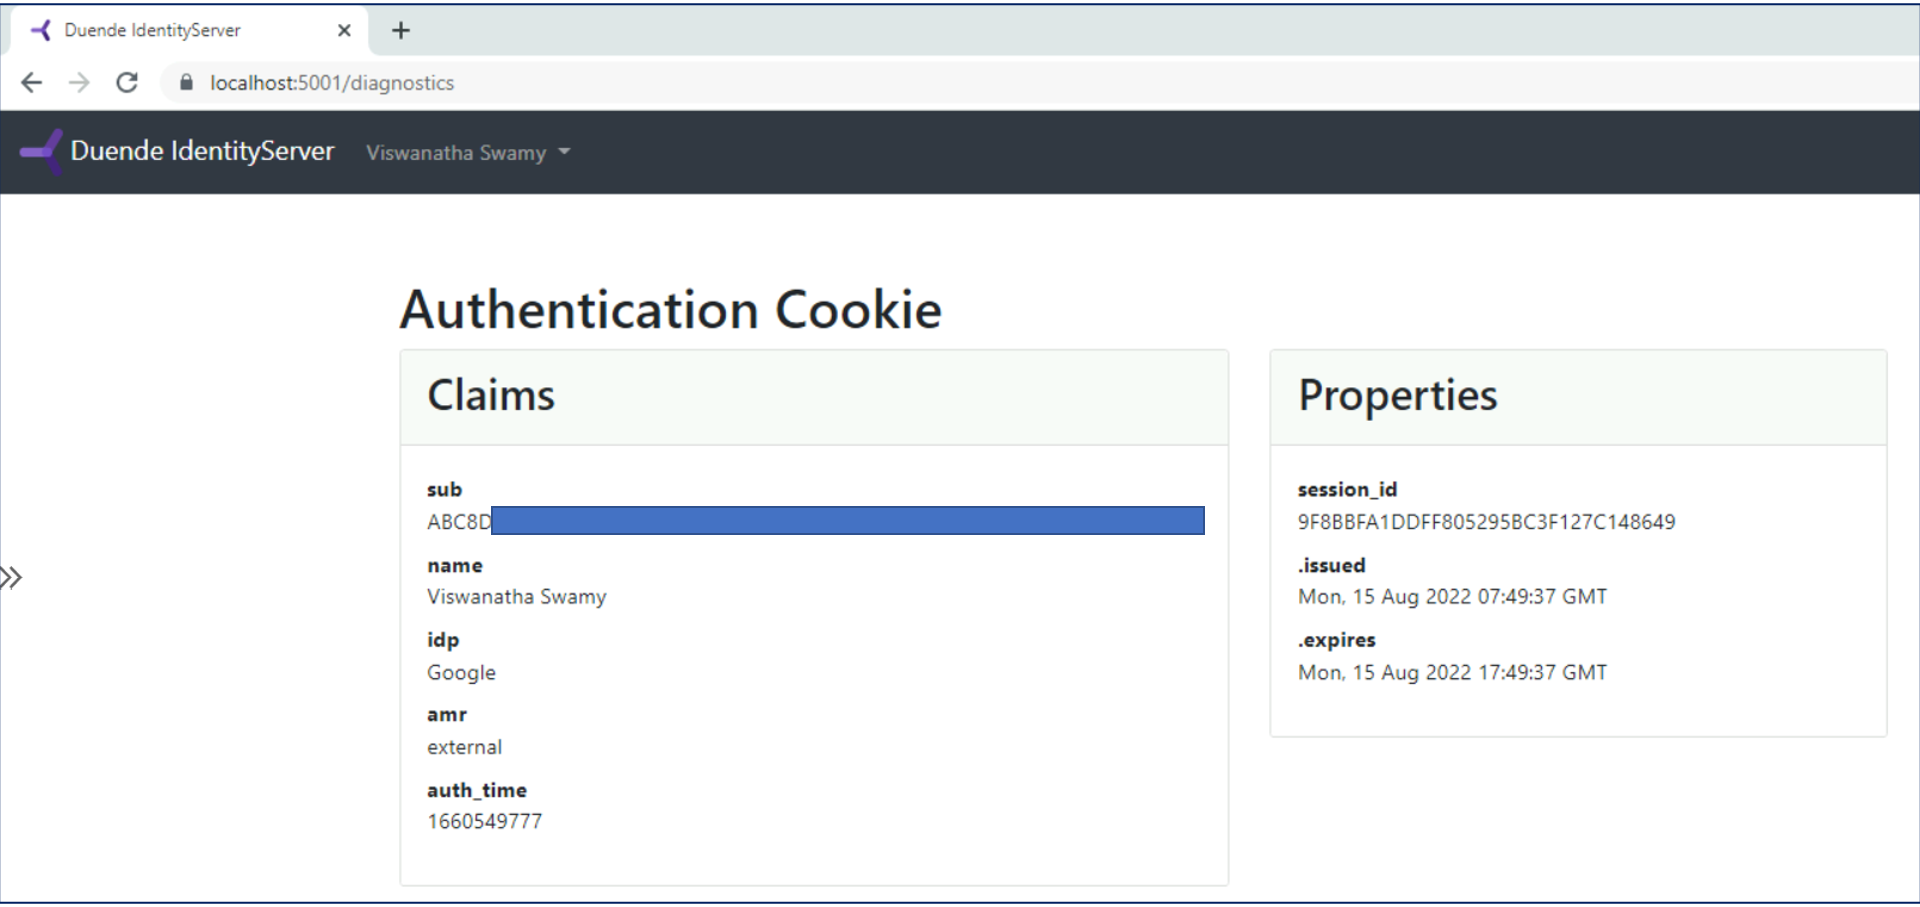 Duende IdentityServer
localhost:5001/diagnostics
Duende IdentityServer Viswanatha Swamy
Authentication Cookie
Claims
sub
ABC8D
name
Viswanatha Swamy
idp
Google
amr
external
auth_time
1660549777
Properties
session_id
9F8BBFA1DDFF805295BC3F127C148649
.issued
Mon, 15 Aug 2022 07:49:37 GMT
.expires
Mon, 15 Aug 2022 17:49:37 GMT